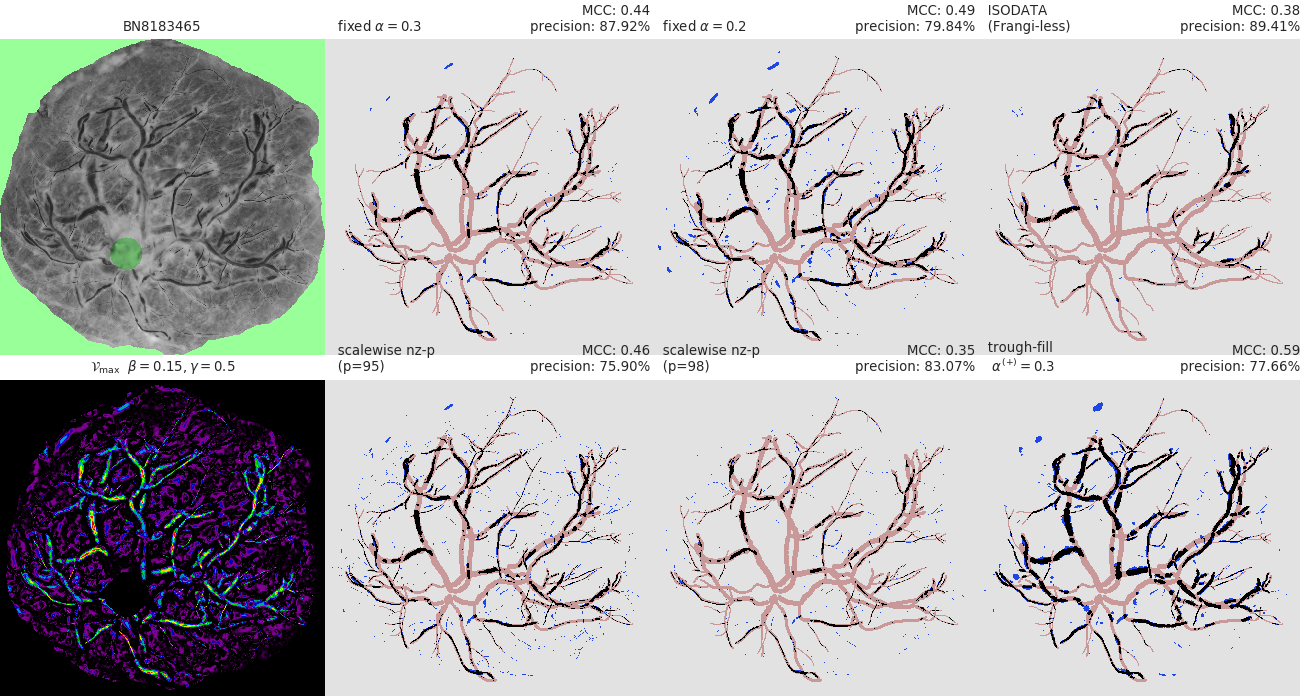 BN8183465
fixed α = 0.3
MCC: 0.44
precision: 87.92%
fixed α = 0.2
MCC: 0.49
precision: 79.84%
ISODATA
(Frangi-less)
MCC: 0.38
precision: 89.41%
𝒱max β = 0.15, γ = 0.5
scalewise nz-p
(p=95)
MCC: 0.46
precision: 75.90%
scalewise nz-p
(p=98)
MCC: 0.35
precision: 83.07%
trough-fill
α(+) = 0.3
MCC: 0.59
precision: 77.66%